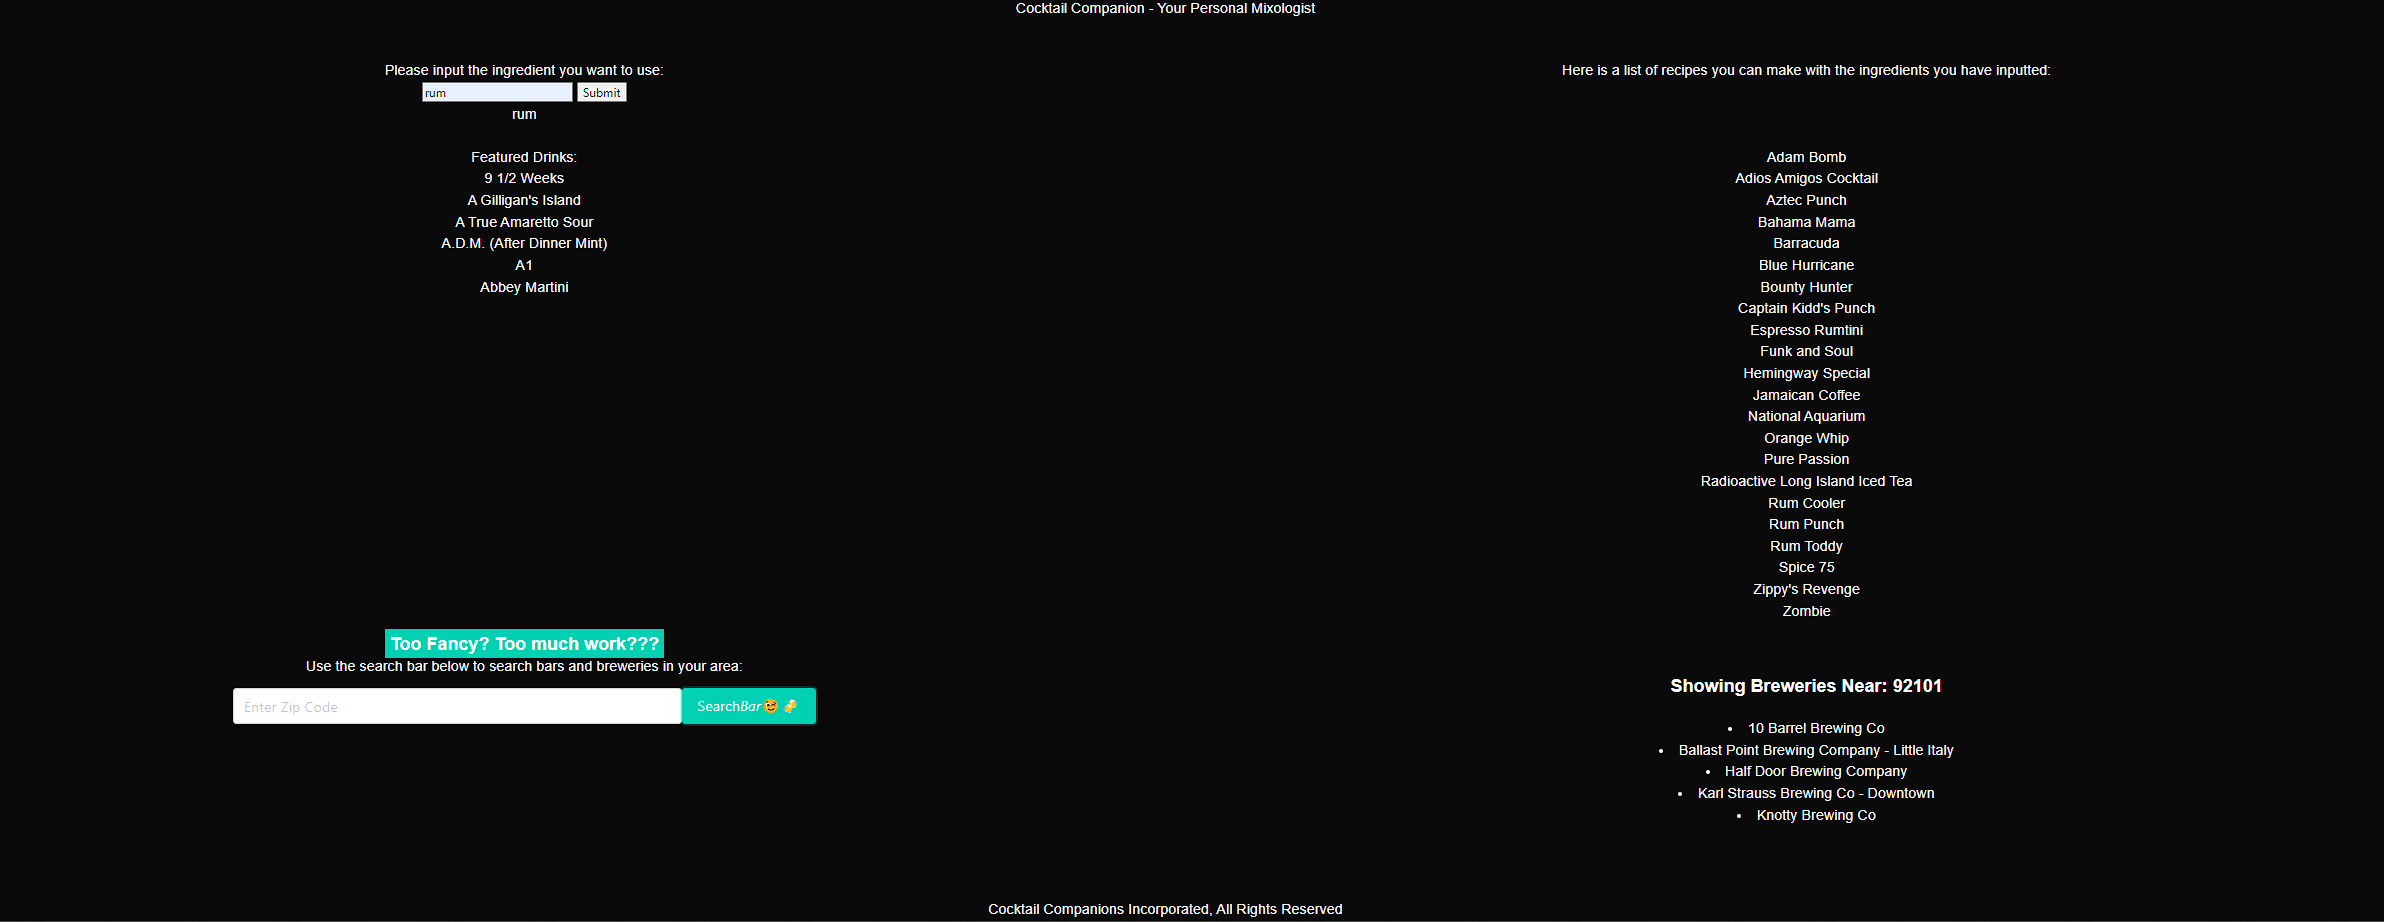 Cocktail Companion - Your Personal Mixologist
Please input the ingredient you want to use:
rum
Submit
rum
Featured Drinks:
9 1/2 Weeks
A Gilligan's Island
A True Amaretto Sour
A.D.M. (After Dinner Mint)
A1
Abbey Martini
Here is a list of recipes you can make with the ingredients you have inputted:
Adam Bomb
Adios Amigos Cocktail
Aztec Punch
Bahama Mama
Barracuda
Blue Hurricane
Bounty Hunter
Captain Kidd's Punch
Espresso Rumtini
Funk and Soul
Hemingway Special
Jamaican Coffee
National Aquarium
Orange Whip
Pure Passion
Radioactive Long Island Iced Tea
Rum Cooler
Rum Punch
Rum Toddy
Spice 75
Zippy's Revenge
Zombie
Too Fancy? Too much work???
Use the search bar below to search bars and breweries in your area:
Enter Zip Code
SearchBar
Showing Breweries Near: 92101
• 10 Barrel Brewing Co
• Ballast Point Brewing Company - Little Italy
• Half Door Brewing Company
• Karl Strauss Brewing Co - Downtown
• Knotty Brewing Co
Cocktail Companions Incorporated, All Rights Reserved